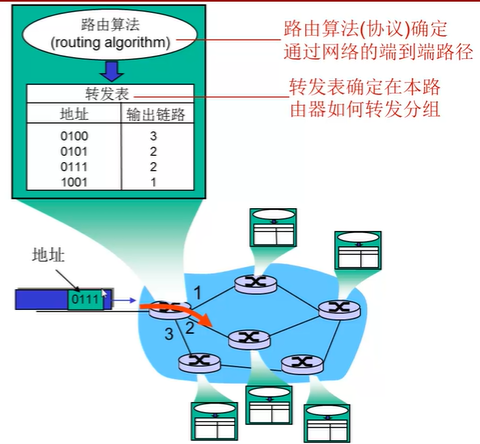 路由算法
(routing algorithm)
路由算法(协议)确定
通过网络的端到端路径
转发表
转发表确定在本路
由器如何转发分组
地址 输出链路
0100 3
0101 2
0111 2
1001 1
地址
0111
1
2
3